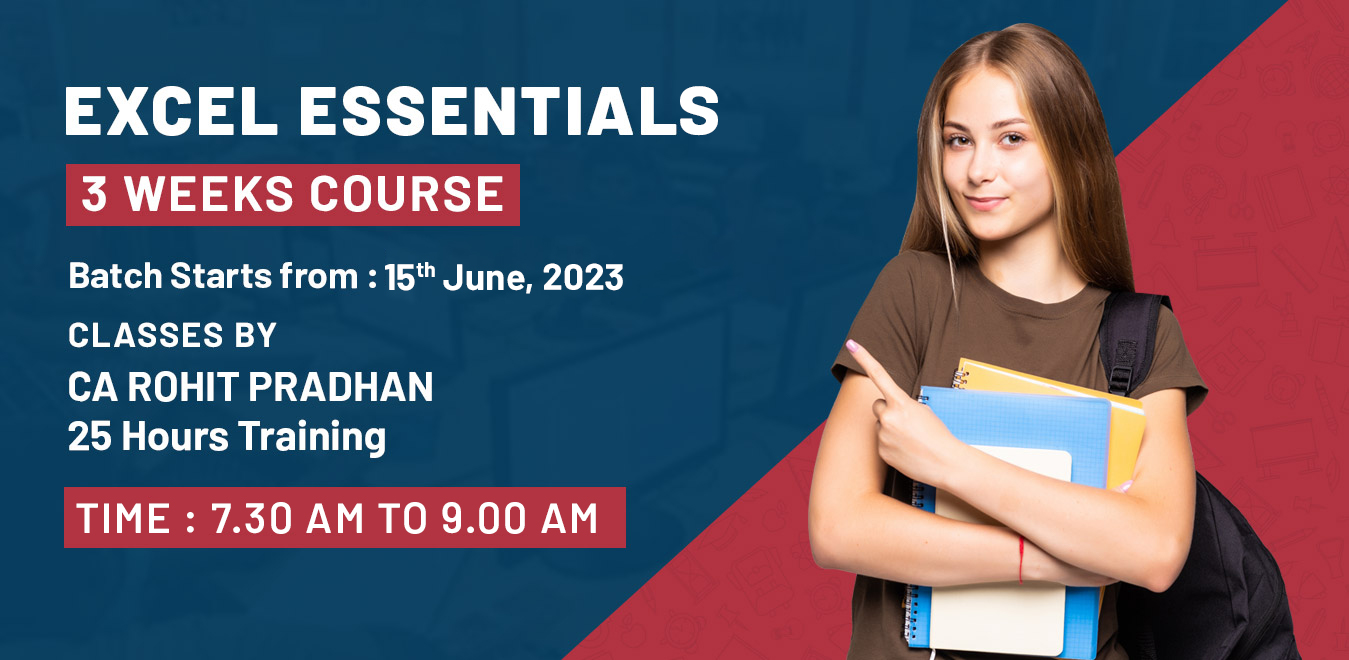 EXCEL ESSENTIALS
3 WEEKS COURSE
Batch Starts from : 15th June, 2023
CLASSES BY
CA ROHIT PRADHAN
25 Hours Training
TIME : 7.30 AM TO 9.00 AM